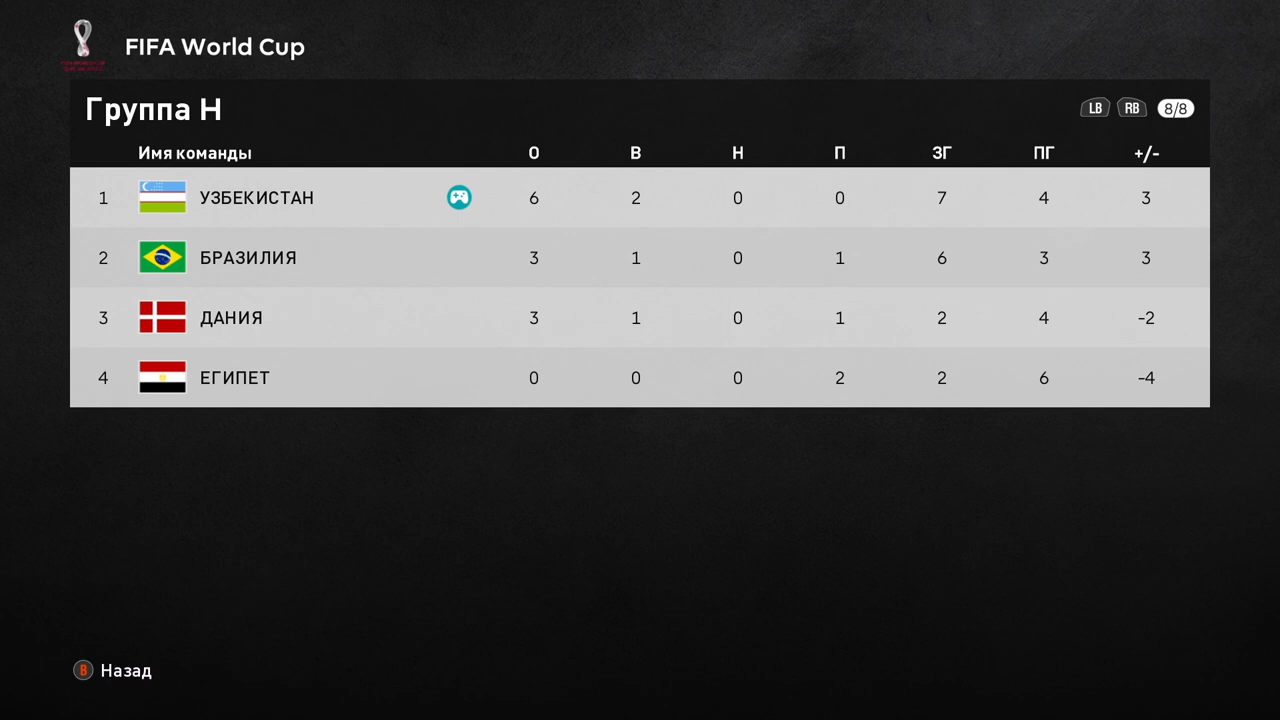 FIFA World Cup
Группа H
LB RB 8/8
Имя команды О В Н П ЗГ ПГ +/-
1 УЗБЕКИСТАН 6 2 0 0 7 4 3
2 БРАЗИЛИЯ 3 1 0 1 6 3 3
3 ДАНИЯ 3 1 0 1 2 4 -2
4 ЕГИПЕТ 0 0 0 2 2 6 -4
B Назад